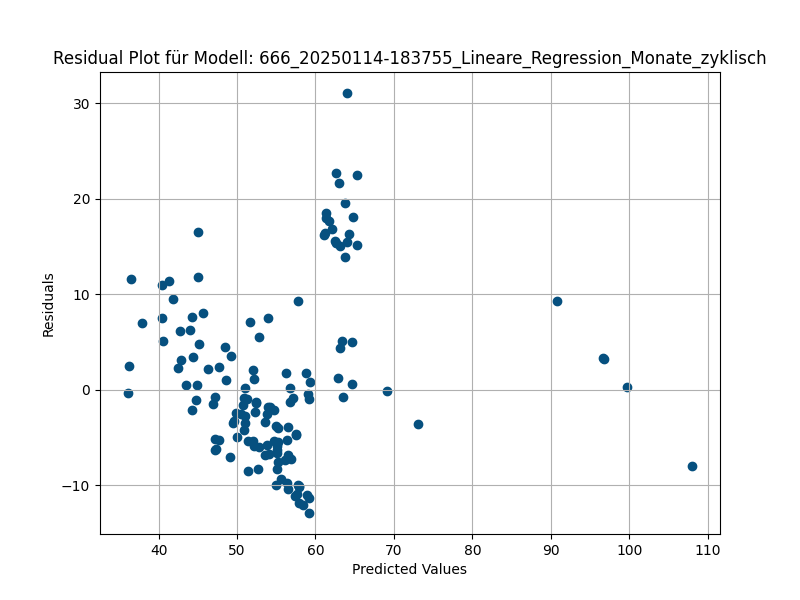 Residual Plot für Modell: 666_20250114-183755_Lineare_Regression_Monate_zyklisch
30
20
10
0
−10
Residuals
40 50 60 70 80 90 100 110
Predicted Values